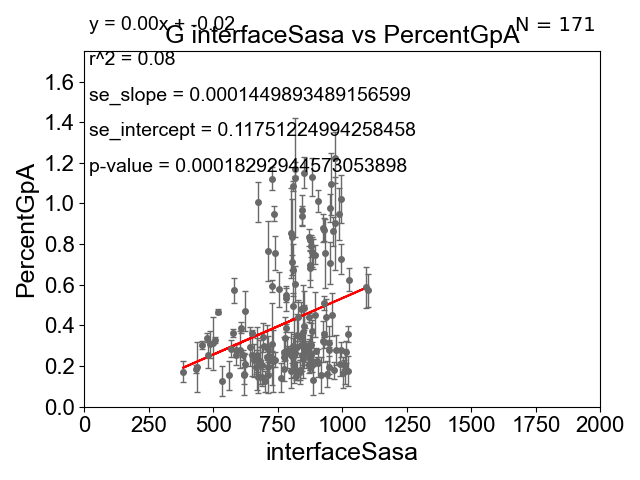 y = 0.00x + -0.02
N = 171
G interfaceSasa vs PercentGpA
r^2 = 0.08
se_slope = 0.00014499893489156599
se_intercept = 0.11751224994258458
p-value = 0.00018292944573053898
PercentGpA
1.6
1.4
1.2
1.0
0.8
0.6
0.4
0.2
0.0
0 250 500 750 1000 1250 1500 1750 2000
interfaceSasa